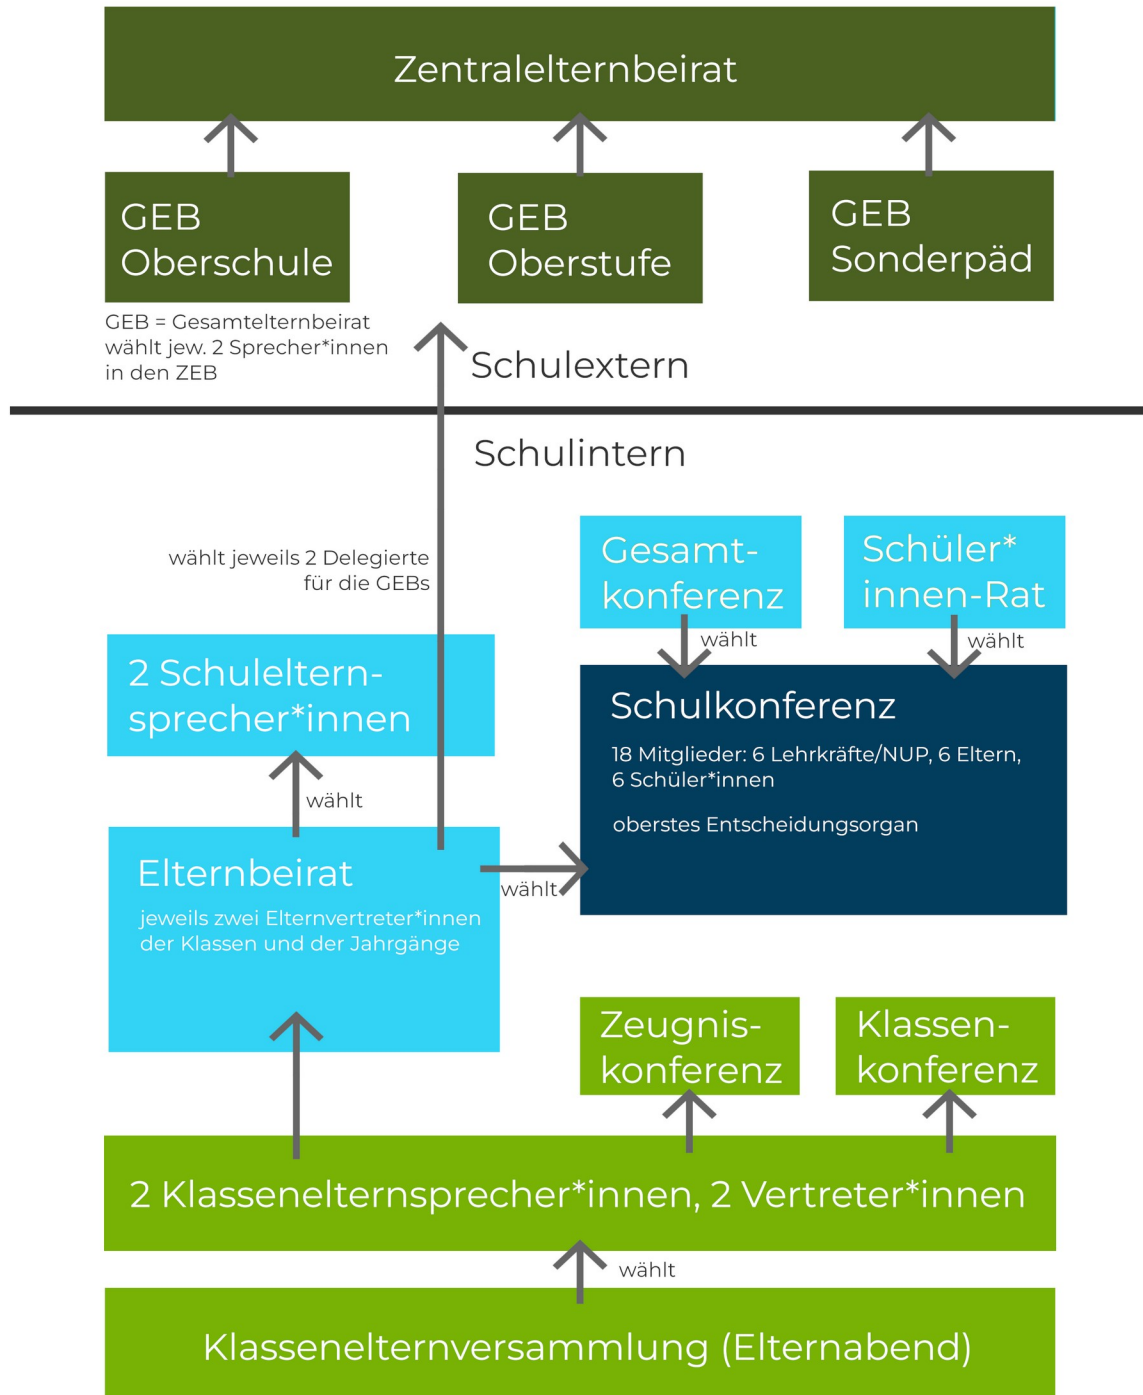 Zentralelternbeirat
GEB
Oberschule
GEB
Oberstufe
GEB
Sonderpäd
GEB = Gesamtelternbeirat
wählt jew. 2 Sprecher*innen
in den ZEB
Schulextern
Schulintern
wählt jeweils 2 Delegierte
für die GEBs
Gesamt-
konferenz
Schüler*
innen-Rat
wählt
wählt
2 Schuleltern-
sprecher*innen
Schulkonferenz
18 Mitglieder: 6 Lehrkräfte/NUP, 6 Eltern,
6 Schüler*innen
oberstes Entscheidungsorgan
wählt
Elternbeirat
jeweils zwei Elternvertreter*innen
der Klassen und der Jahrgänge
wählt
Zeugnis-
konferenz
Klassen-
konferenz
2 Klassenelternsprecher*innen, 2 Vertreter*innen
wählt
Klassenelternversammlung (Elternabend)